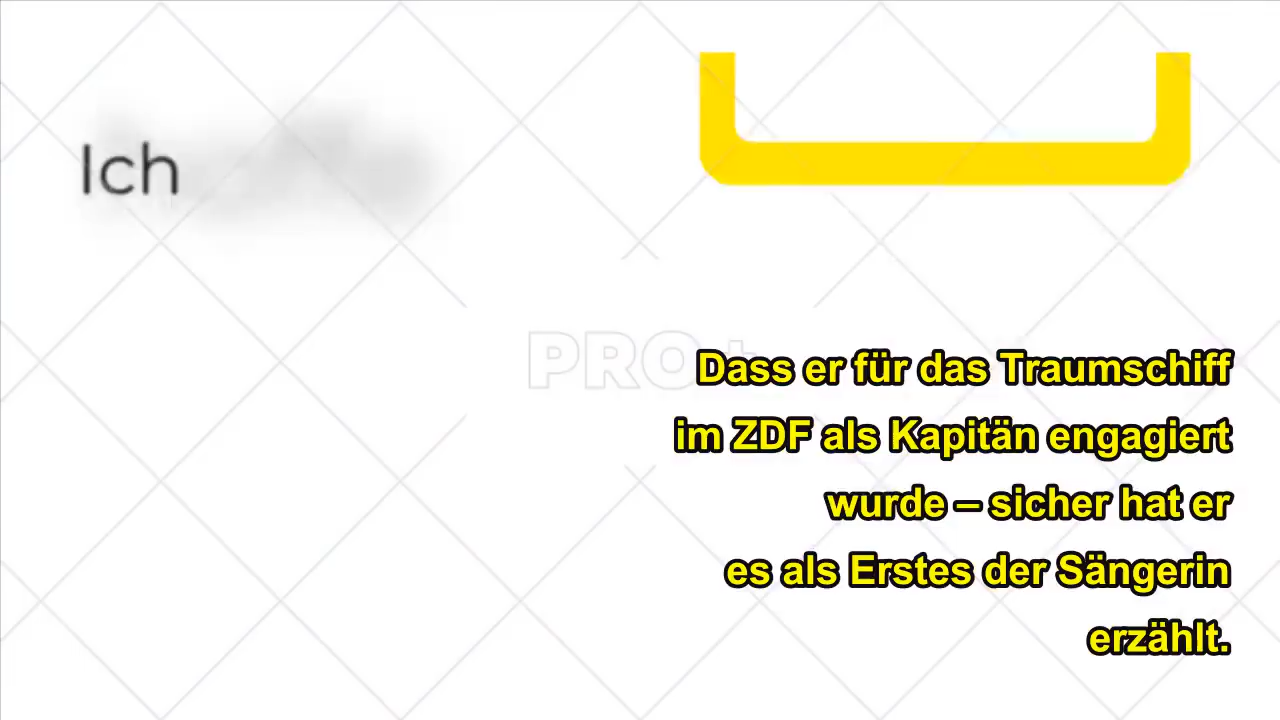 Ich
PRO+
Dass er für das Traumschiff
im ZDF als Kapitän engagiert
wurde – sicher hat er
es als Erstes der Sängerin
erzählt.